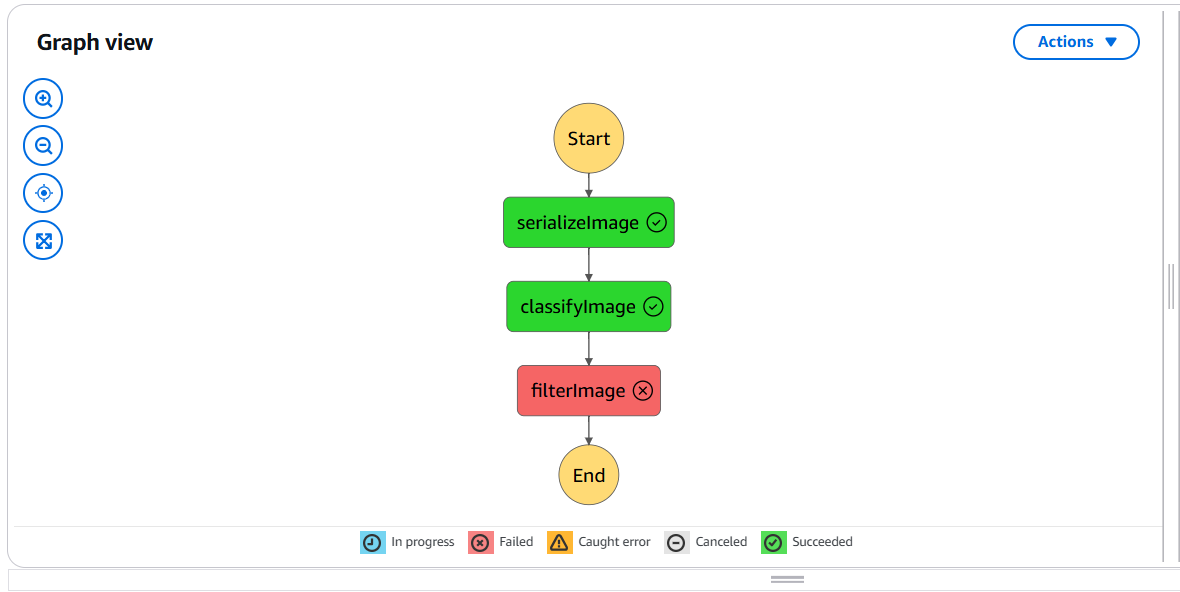 Graph view
Actions
Start
serializeImage
classifyImage
filterImage
End
In progress Failed Caught error Canceled Succeeded